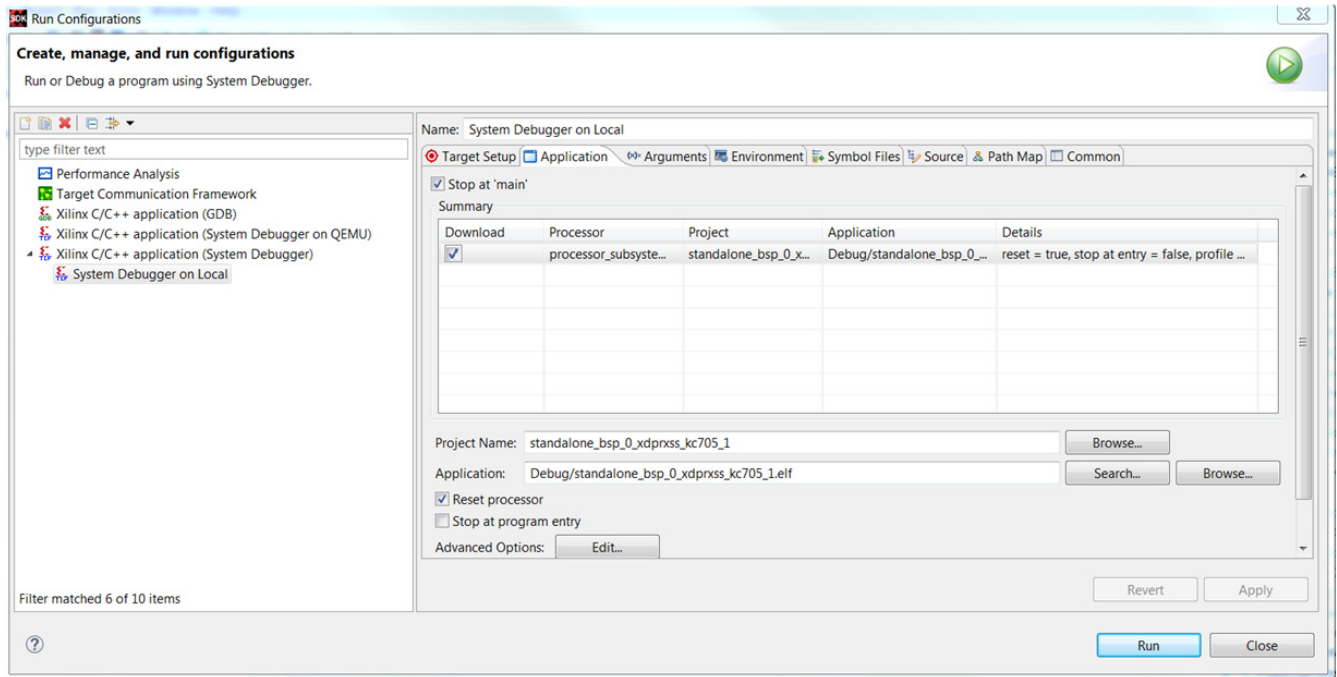 SDK Run Configurations
Create, manage, and run configurations
Run or Debug a program using System Debugger.
type filter text
Performance Analysis
Target Communication Framework
Xilinx C/C++ application (GDB)
Xilinx C/C++ application (System Debugger on QEMU)
Xilinx C/C++ application (System Debugger)
System Debugger on Local
Filter matched 6 of 10 items
Name: System Debugger on Local
Target Setup Application Arguments Environment Symbol Files Source Path Map Common
Stop at 'main'
Summary
Download Processor Project Application Details
processor_subsyste... standalone_bsp_0_x... Debug/standalone_bsp_0_... reset = true, stop at entry = false, profile ...
Project Name: standalone_bsp_0_xdprxss_kc705_1 Browse...
Application: Debug/standalone_bsp_0_xdprxss_kc705_1.elf Search... Browse...
Reset processor
Stop at program entry
Advanced Options: Edit...
Revert Apply
Run Close